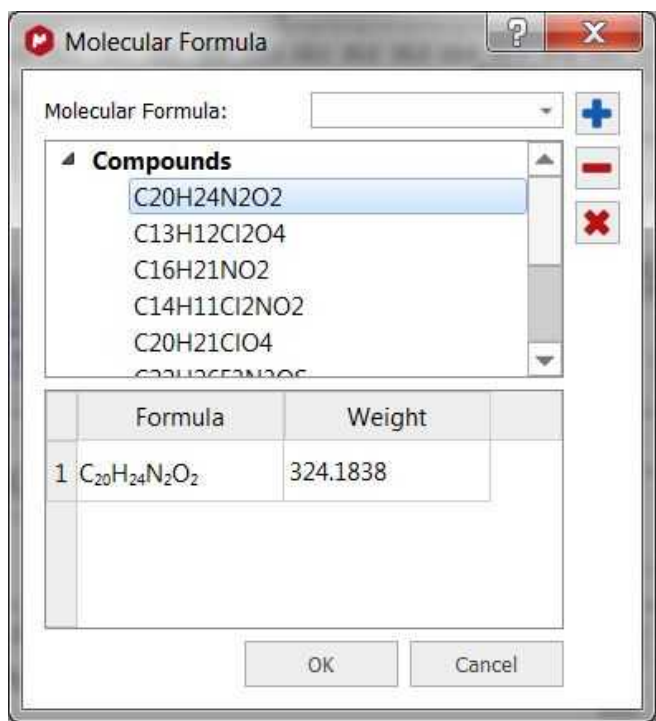 Molecular Formula
Molecular Formula:
Compounds
C20H24N2O2
C13H12Cl2O4
C16H21NO2
C14H11Cl2NO2
C20H21ClO4
Formula Weight
1 C₂₀H₂₄N₂O₂ 324.1838
OK Cancel